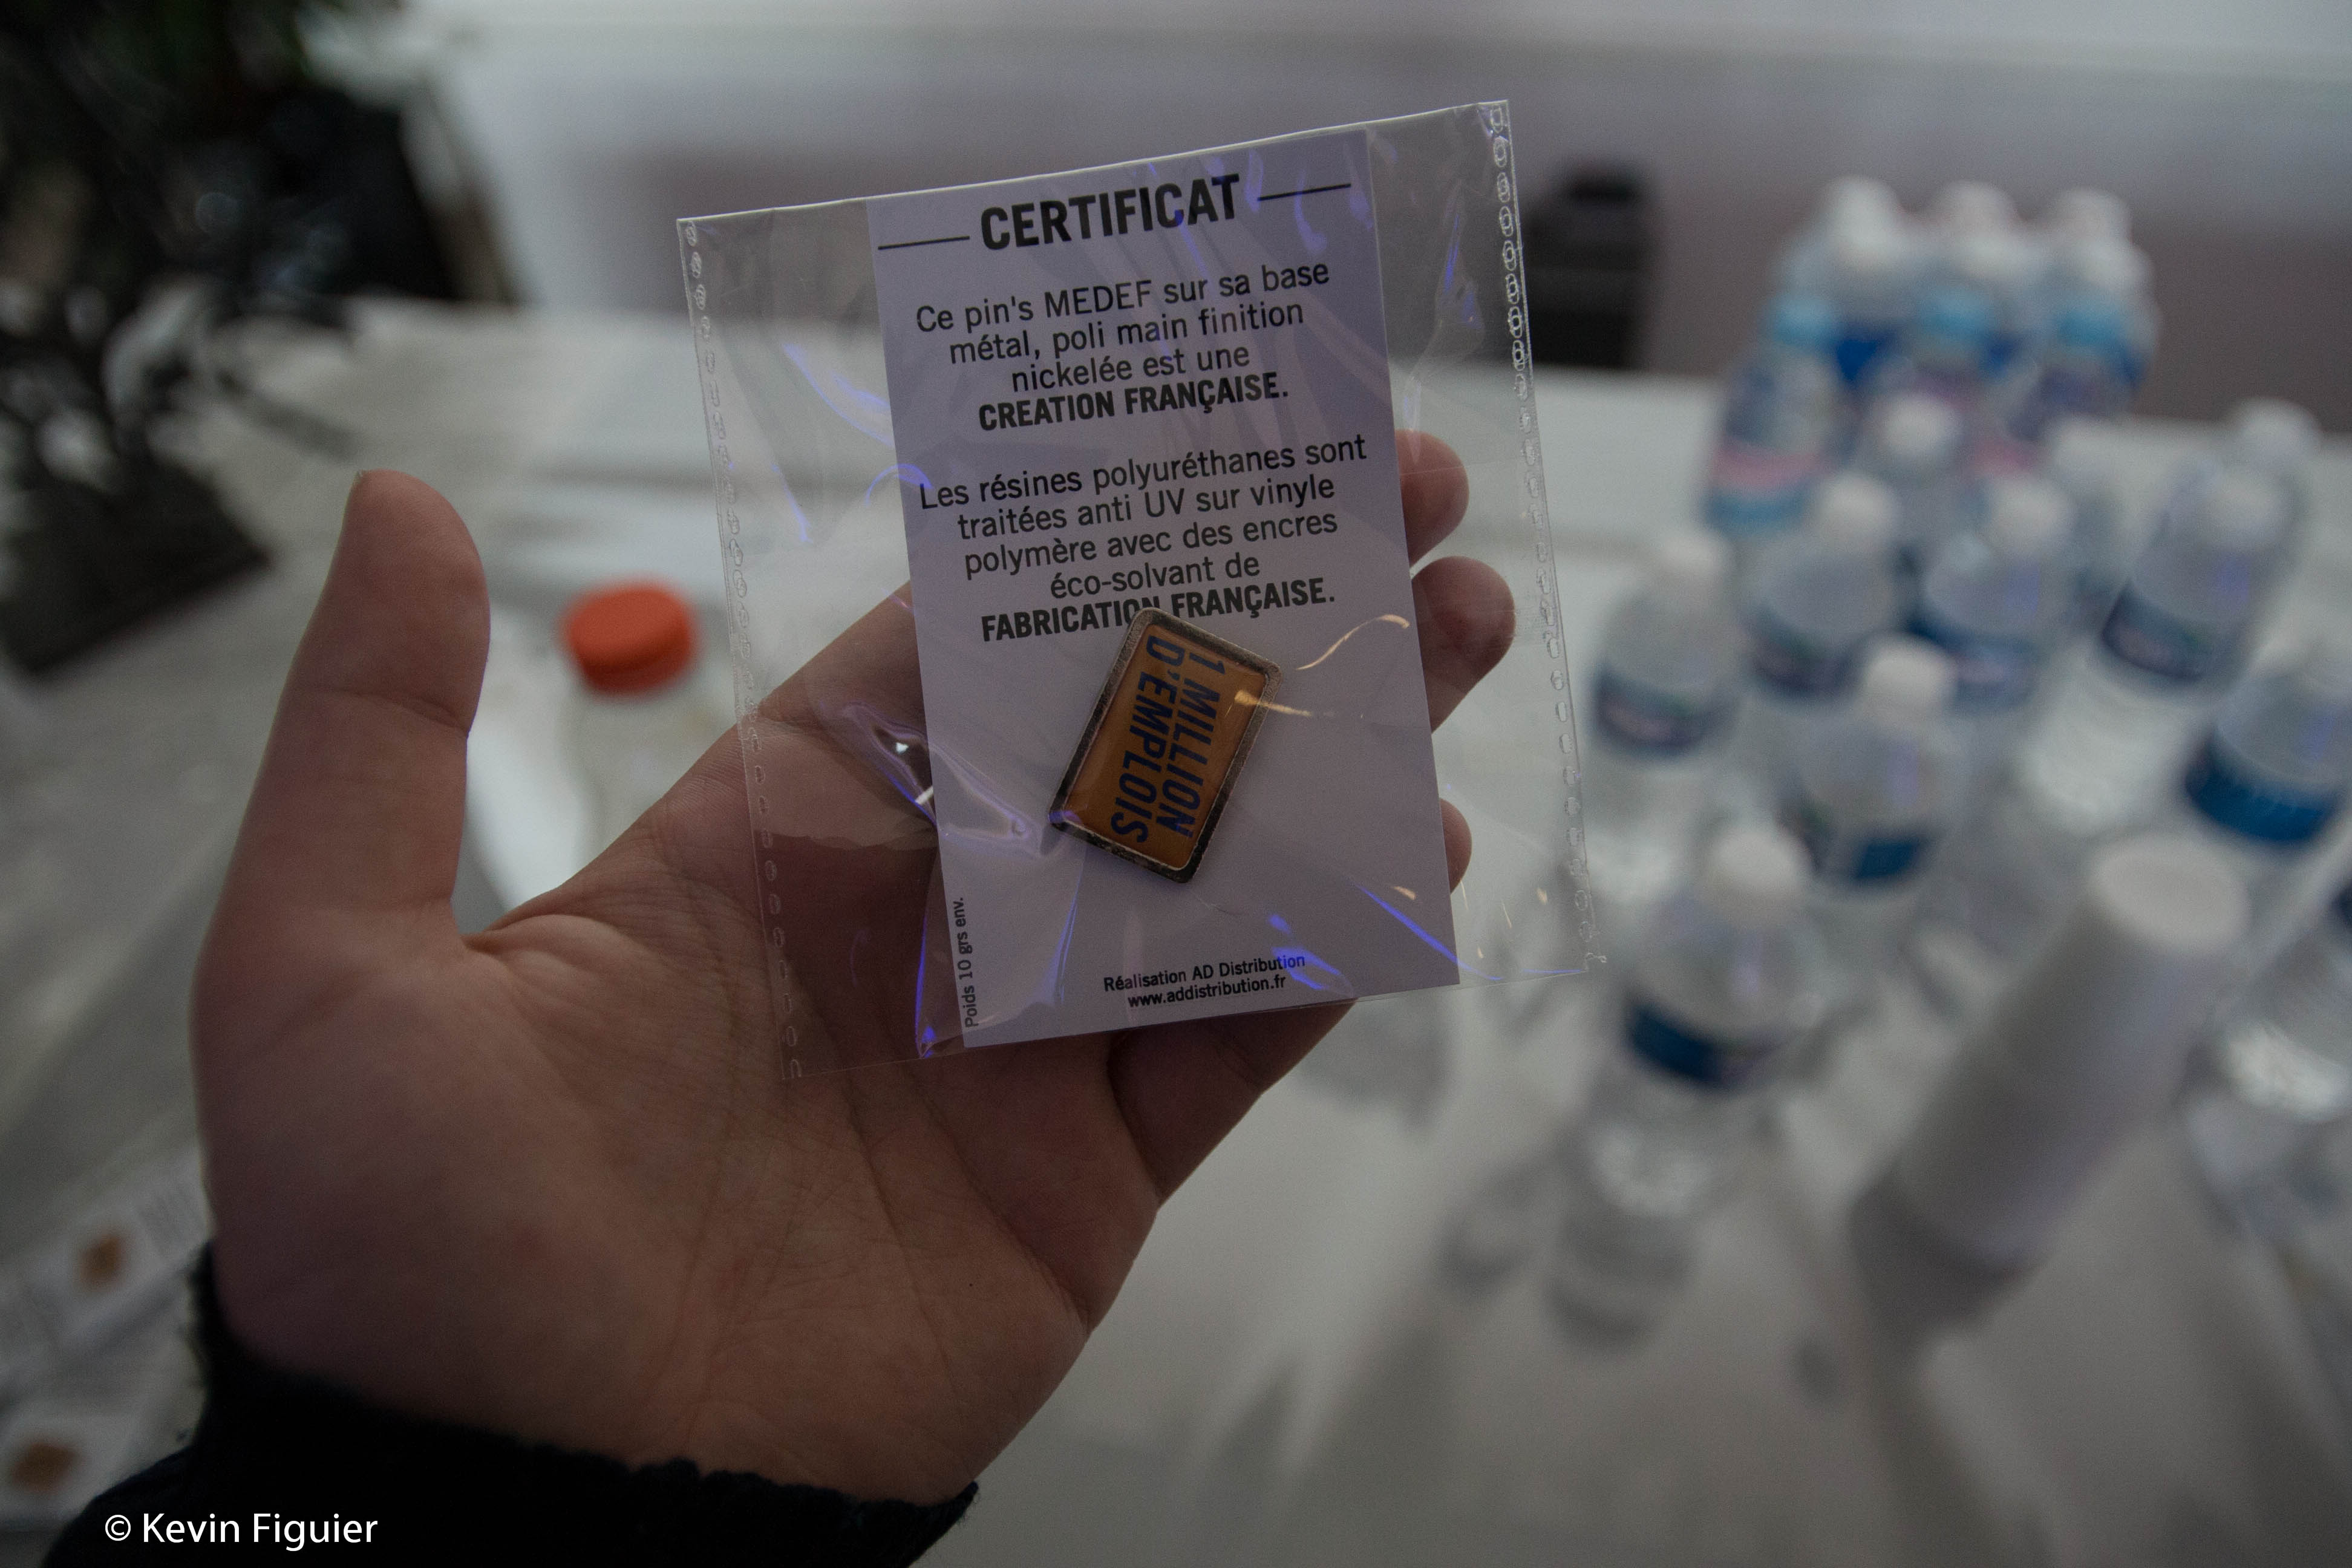 CERTIFICAT
Ce pin's MEDEF sur sa base
métal, poli main finition
nickelée est une
CREATION FRANÇAISE.
Les résines polyuréthanes sont
traitées anti UV sur vinyle
polymère avec des encres
éco-solvant de
FABRICATION FRANÇAISE.
1 MILLION
D'EMPLOIS
Poids 10 grs env.
Réalisation AD Distribution
www.addistribution.fr
© Kevin Figuier